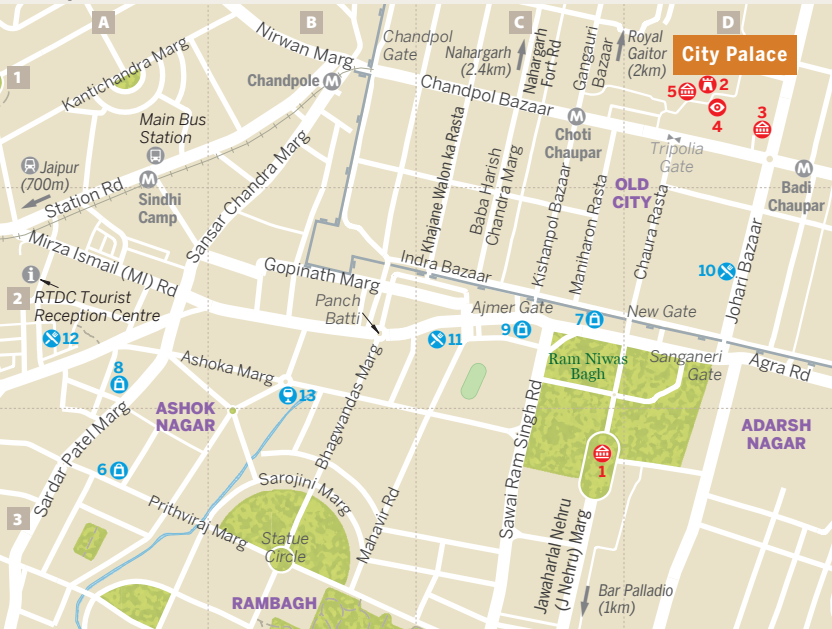 A
B
C
D
1
2
3
Kantichandra Marg
Nirwan Marg
Chandpol
Gate
Nahargarh
(2.4km)
Nahargarh
Fort Rd
Gangauri
Bazaar
Royal
Gaitor
(2km)
City Palace
Chandpole M
Chandpol Bazaar
5
2
4
3
Main Bus
Station
M
Choti
Chaupar
Tripolia
Gate
Jaipur
(700m)
Station Rd
M
Sindhi
Camp
Sansar Chandra Marg
Khajane Walon ka Rasta
Baba Harish
Chandra Marg
Kishanpol Bazaar
Maniharon Rasta
OLD
CITY
Chaura Rasta
M
Badi
Chaupar
Johari Bazaar
Mirza Ismail (MI) Rd
i
RTDC Tourist
Reception Centre
Gopinath Marg
Indra Bazaar
10
Panch
Batti
Ajmer Gate
New Gate
12
11
9
7
8
Ashoka Marg
Ram Niwas
Bagh
Sanganeri
Gate
Agra Rd
ASHOK
NAGAR
13
Bhagwandas Marg
Sawai Ram Singh Rd
ADARSH
NAGAR
Sardar Patel Marg
6
1
Sarojini Marg
Prithviraj Marg
Statue
Circle
Mahavir Rd
Jawaharlal Nehru
(J Nehru) Marg
RAMBAGH
Bar Palladio
(1km)